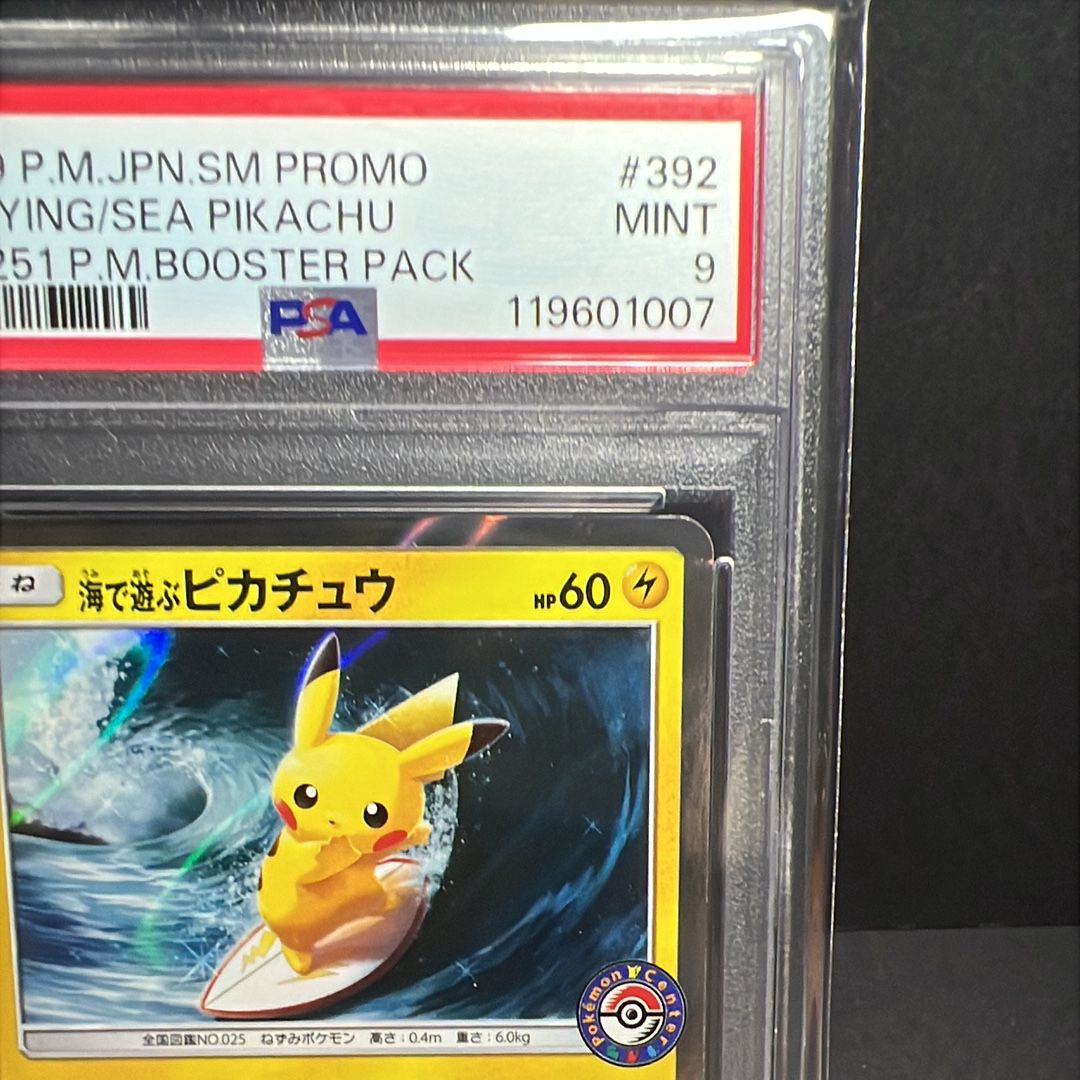 P.M.JPN.SM PROMO #392
YING/SEA PIKACHU MINT
251 P.M.BOOSTER PACK 9
PSA 119601007
ね 海で遊ぶピカチュウ HP60
全国図鑑NO.025 ねずみポケモン 高さ:0.4m 重さ:6.0kg
Pokémon Center